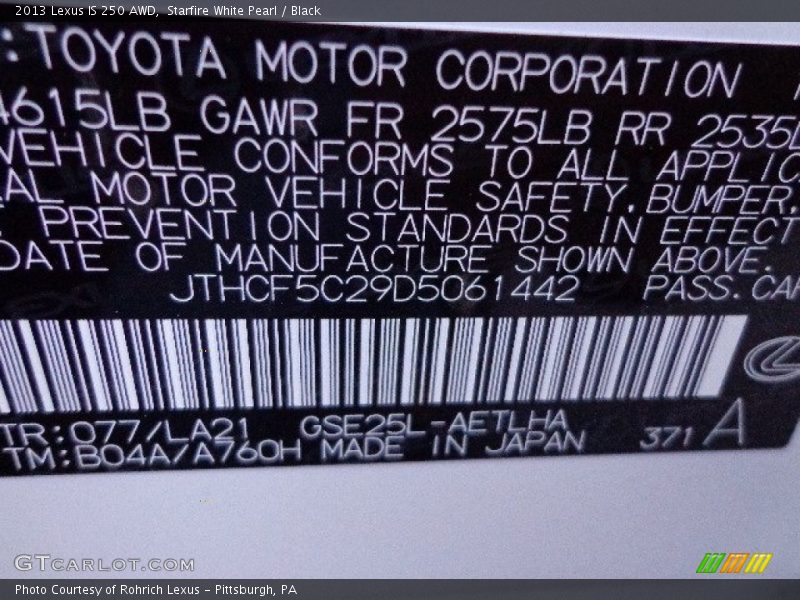 2013 Lexus IS 250 AWD, Starfire White Pearl / Black
:TOYOTA MOTOR CORPORATION
4615LB GAWR FR 2575LB RR 2535L
VEHICLE CONFORMS TO ALL APPLIC
AL MOTOR VEHICLE SAFETY, BUMPER,
PREVENTION STANDARDS IN EFFECT
DATE OF MANUFACTURE SHOWN ABOVE.
JTHCF5C29D5061442 PASS. CAR
TR:077/LA21 GSE25L-AETLHA
TM:B04A/A760H MADE IN JAPAN 371 A
GTCARLOT.COM
Photo Courtesy of Rohrich Lexus - Pittsburgh, PA